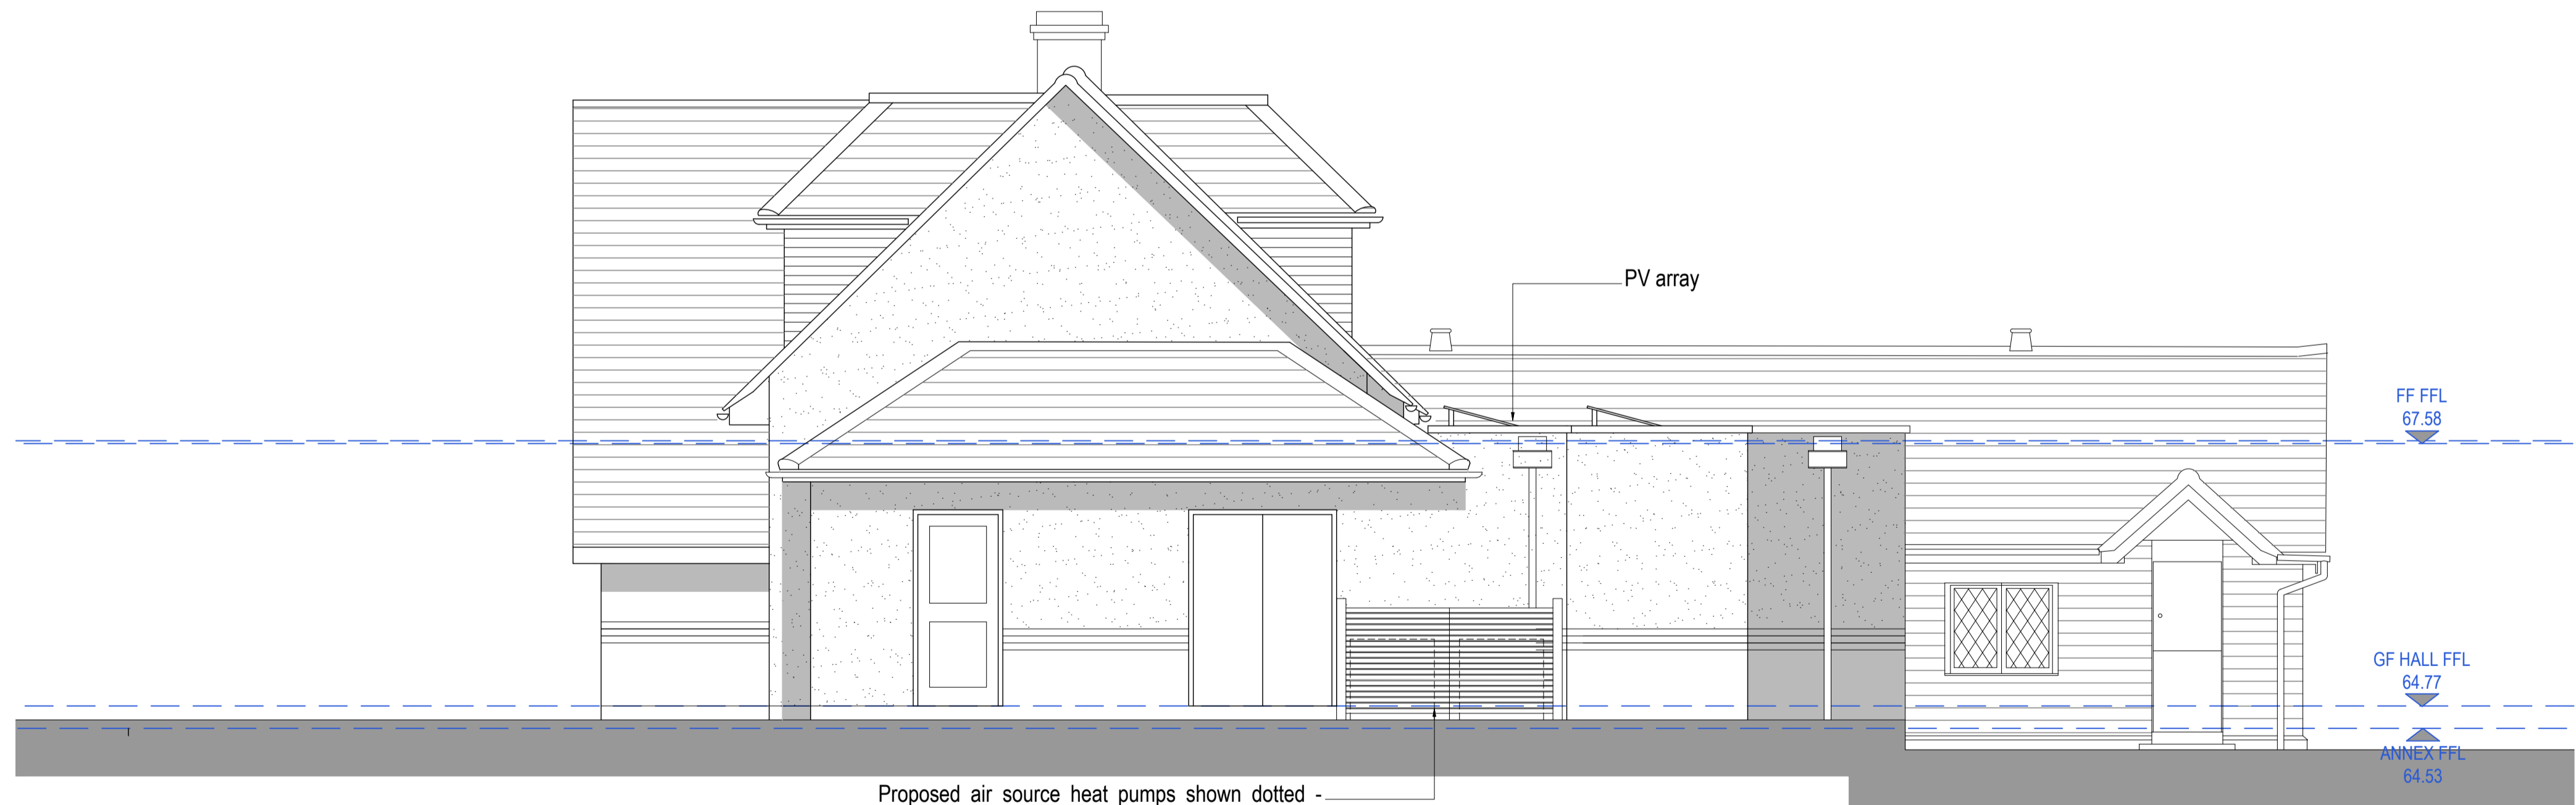 PV array
FF FFL
67.58
GF HALL FFL
64.77
ANNEX FFL
64.53
Proposed air source heat pumps shown dotted -